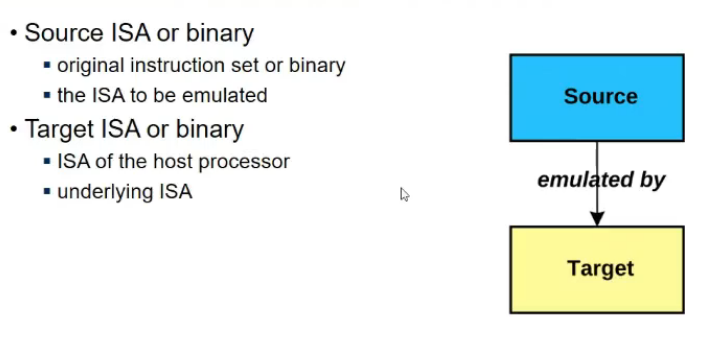 • Source ISA or binary
▪ original instruction set or binary
▪ the ISA to be emulated
• Target ISA or binary
▪ ISA of the host processor
▪ underlying ISA
Source
emulated by
Target